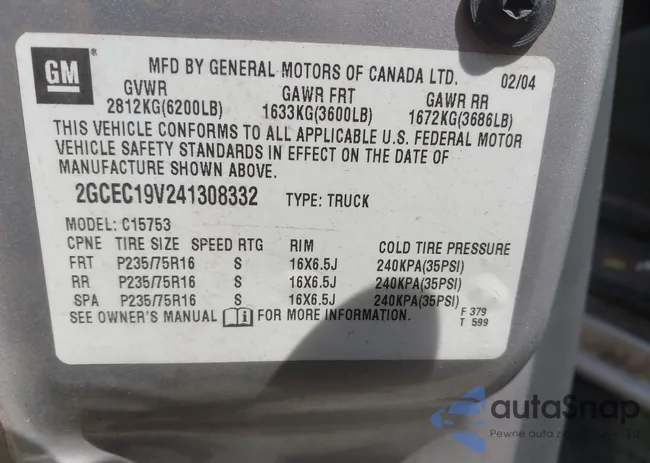 GM
MFD BY GENERAL MOTORS OF CANADA LTD. 02/04
GVWR GAWR FRT GAWR RR
2812KG(6200LB) 1633KG(3600LB) 1672KG(3686LB)
THIS VEHICLE CONFORMS TO ALL APPLICABLE U.S. FEDERAL MOTOR
VEHICLE SAFETY STANDARDS IN EFFECT ON THE DATE OF
MANUFACTURE SHOWN ABOVE.
2GCEC19V241308332 TYPE: TRUCK
MODEL: C15753
CPNE TIRE SIZE SPEED RTG RIM COLD TIRE PRESSURE
FRT P235/75R16 S 16X6.5J 240KPA(35PSI)
RR P235/75R16 S 16X6.5J 240KPA(35PSI)
SPA P235/75R16 S 16X6.5J 240KPA(35PSI)
SEE OWNER'S MANUAL FOR MORE INFORMATION.
F 379
T 599
autaSnap
Pewne auta z